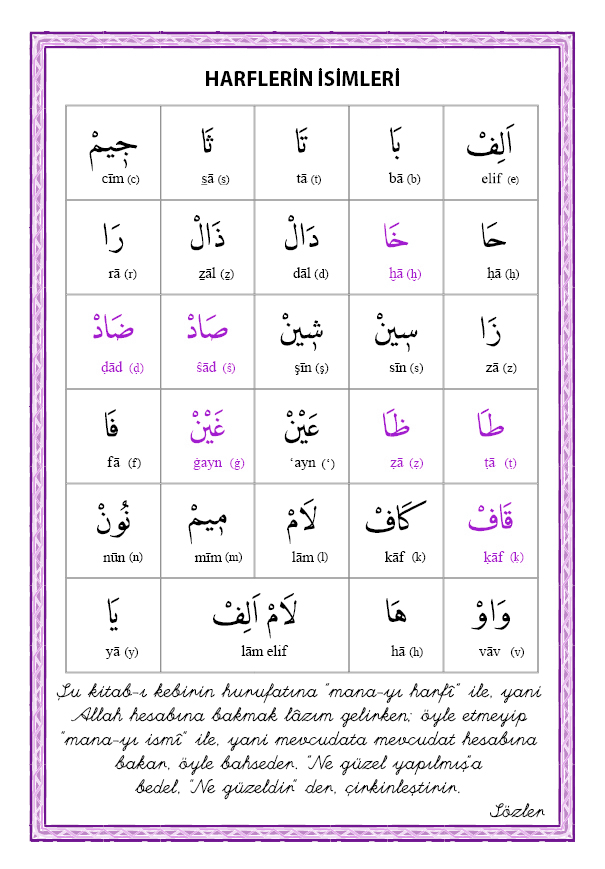 HARFLERİN İSİMLERİ
اَلِفْ بَا تَا ثَا جٖيمْ
elif (e) bā (b) tā (t) s̱ā (s̱) cīm (c)
حَا خَا دَالْ ذَالْ رَا
ḥā (ḥ) ḫā (ḫ) dāl (d) ẕāl (ẕ) rā (r)
زَا سٖينْ شٖينْ صَادْ ضَادْ
zā (z) sīn (s) şīn (ş) ŝād (ŝ) ḍād (ḍ)
طَا ظَا عَيْنْ غَيْنْ فَا
ṭā (ṭ) ẓā (ẓ) ‘ayn (‘) ġayn (ġ) fā (f)
قَافْ كَافْ لَامْ مٖيمْ نُونْ
ḳāf (ḳ) kāf (k) lām (l) mīm (m) nūn (n)
وَاوْ هَا لَامْ اَلِفْ يَا
vāv (v) hā (h) lām elif yā (y)
Şu kitab-ı kebirin hurufatına "mana-yı harfî" ile, yani
Allah hesabına bakmak lâzım gelirken; öyle etmeyip
"mana-yı ismî" ile, yani mevcudata mevcudat hesabına
bakar, öyle bahseder. "Ne güzel yapılmış"a
bedel, "Ne güzeldir" der, çirkinleştirir.
Sözler